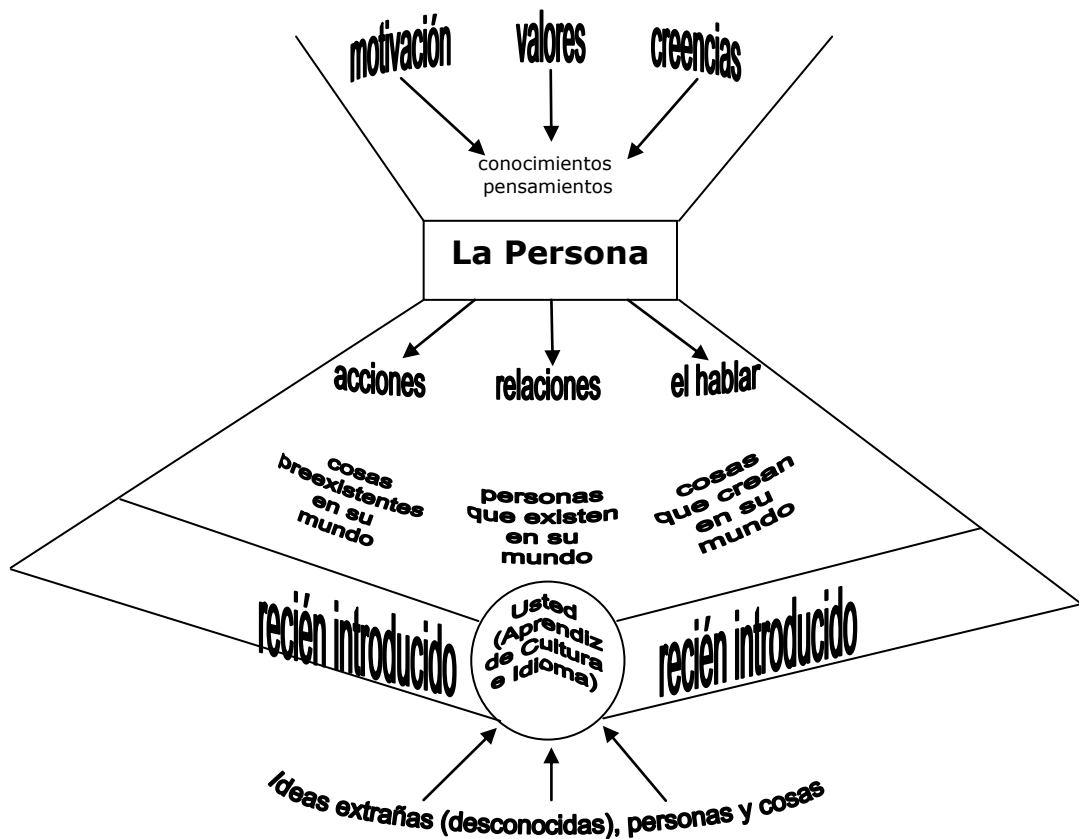 motivación
valores
creencias
conocimientos
pensamientos
La Persona
acciones
relaciones
el hablar
cosas
preexistentes
en su
mundo
personas
que existen
en su
mundo
cosas
que crean
en su
mundo
recién introducido
Usted
(Aprendiz
de Cultura
e Idioma)
recién introducido
Ideas extrañas (desconocidas), personas y cosas